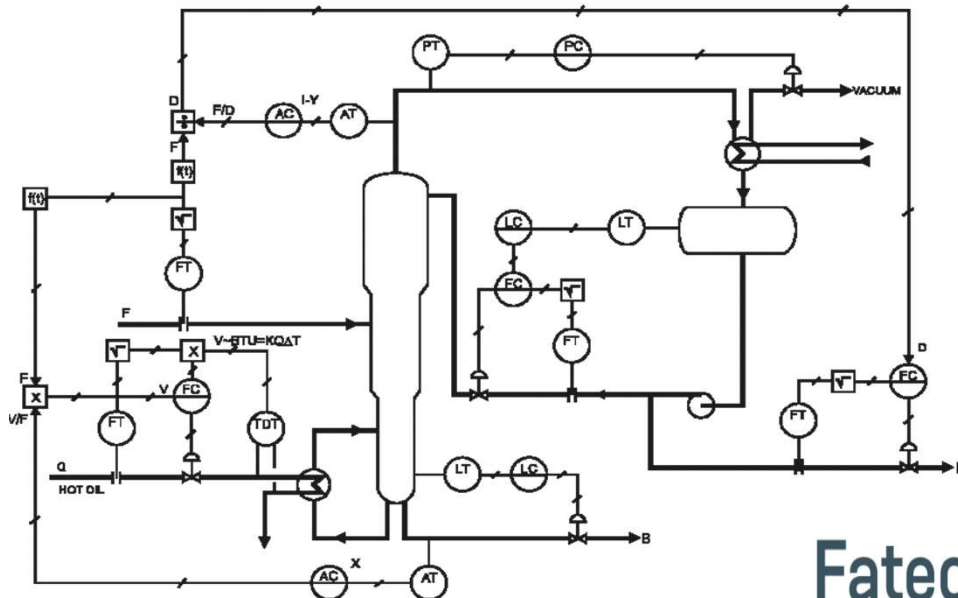 PT
PC
VACUUM
D
F/D
AC
I-Y
AT
÷
F
f(t)
f(t)
√
FT
LC
LT
FC
√
FT
F
V~BTU=KQΔT
√
X
F
X
V
FC
V/F
FT
TDT
D
FC
√
FT
Q
HOT OIL
LT
LC
B
X
AC
AT
Fatec